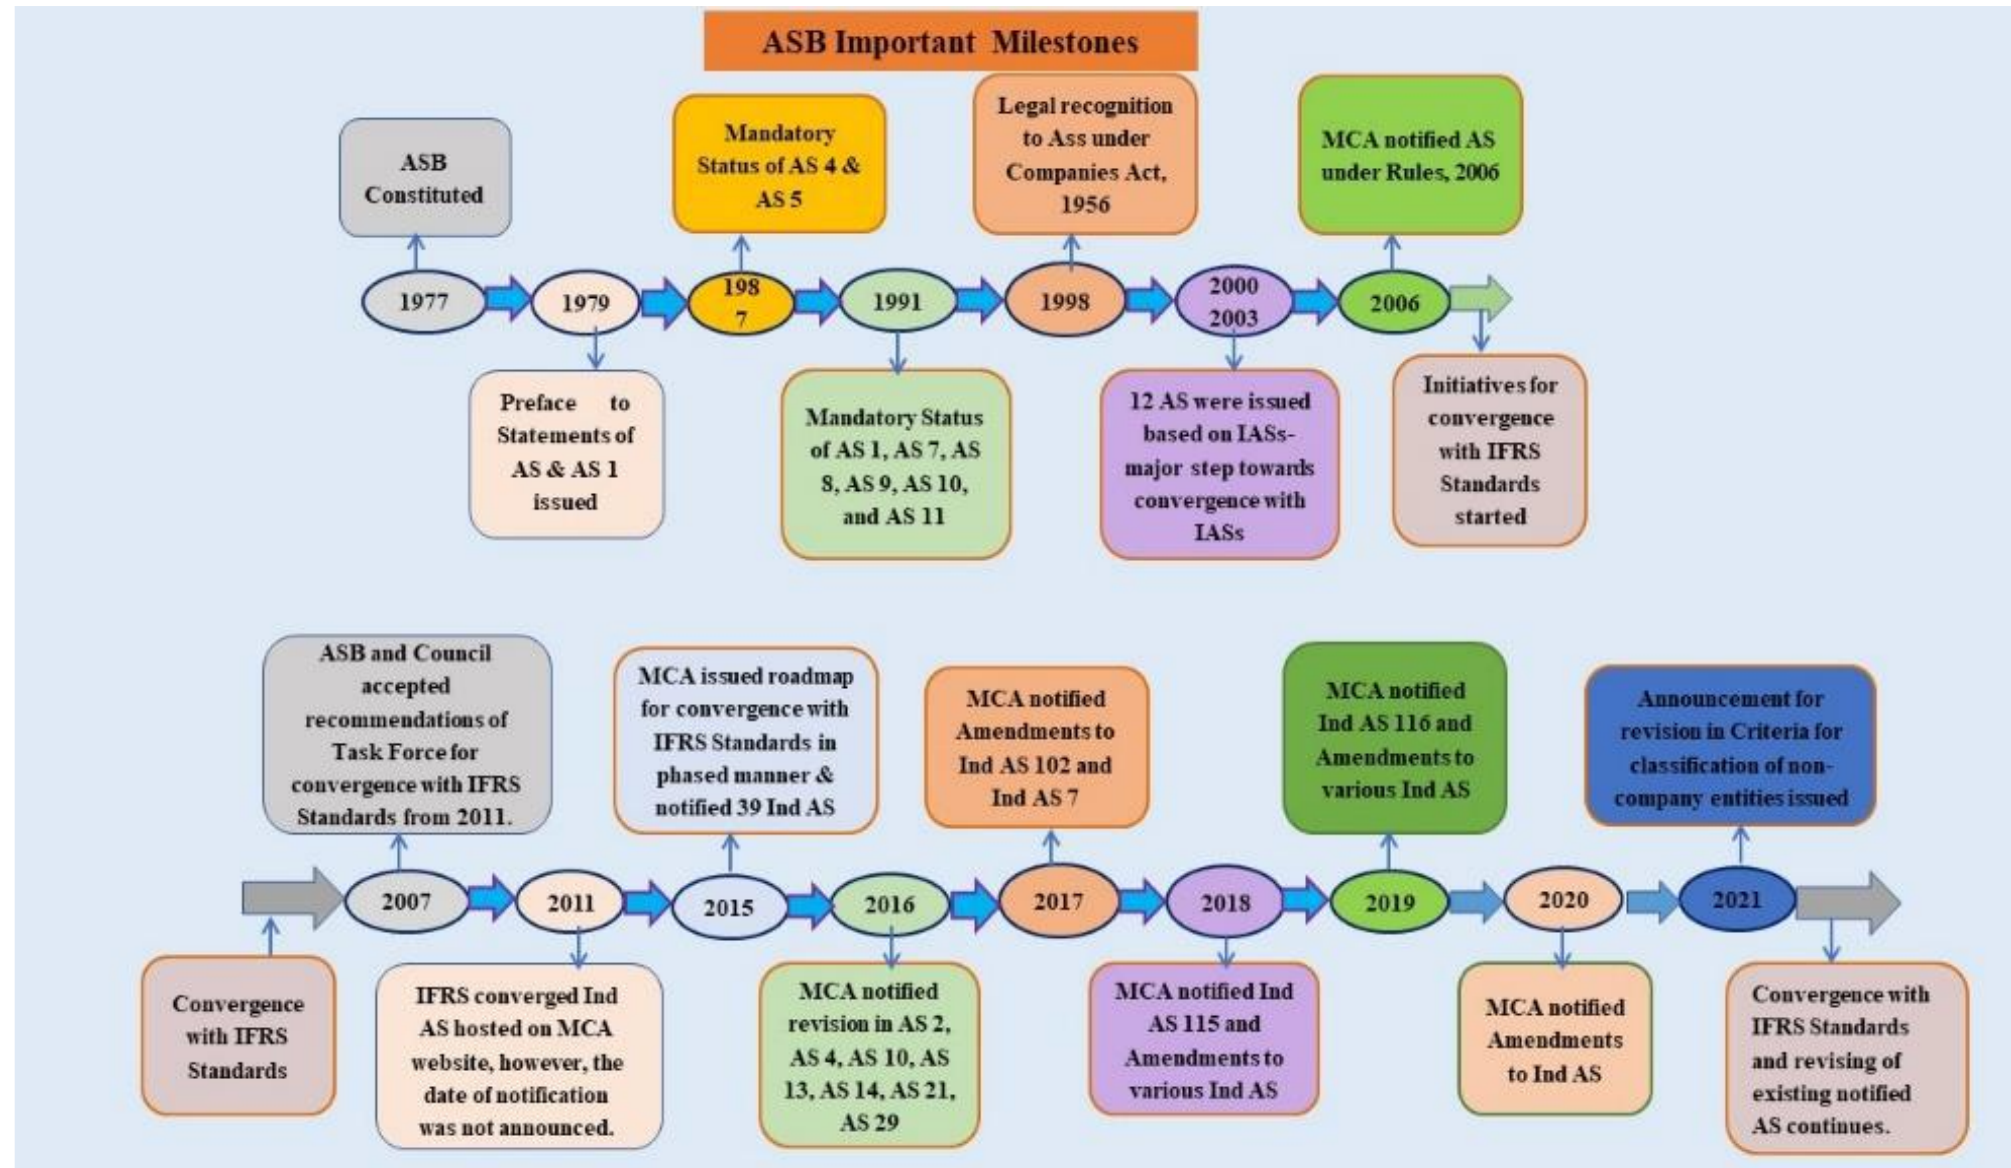 ASB Important Milestones
ASB
Constituted
Mandatory
Status of AS 4 &
AS 5
Legal recognition
to Ass under
Companies Act,
1956
MCA notified AS
under Rules, 2006
1977
1979
198
7
1991
1998
2000
2003
2006
Preface to
Statements of
AS & AS 1
issued
Mandatory Status
of AS 1, AS 7, AS
8, AS 9, AS 10,
and AS 11
12 AS were issued
based on IASs-
major step towards
convergence with
IASs
Initiatives for
convergence
with IFRS
Standards
started
ASB and Council
accepted
recommendations of
Task Force for
convergence with IFRS
Standards from 2011.
MCA issued roadmap
for convergence with
IFRS Standards in
phased manner &
notified 39 Ind AS
MCA notified
Amendments to
Ind AS 102 and
Ind AS 7
MCA notified
Ind AS 116 and
Amendments to
various Ind AS
Announcement for
revision in Criteria for
classification of non-
company entities issued
2007
2011
2015
2016
2017
2018
2019
2020
2021
Convergence
with IFRS
Standards
IFRS converged Ind
AS hosted on MCA
website, however, the
date of notification
was not announced.
MCA notified
revision in AS 2,
AS 4, AS 10, AS
13, AS 14, AS 21,
AS 29
MCA notified Ind
AS 115 and
Amendments to
various Ind AS
MCA notified
Amendments
to Ind AS
Convergence with
IFRS Standards
and revising of
existing notified
AS continues.